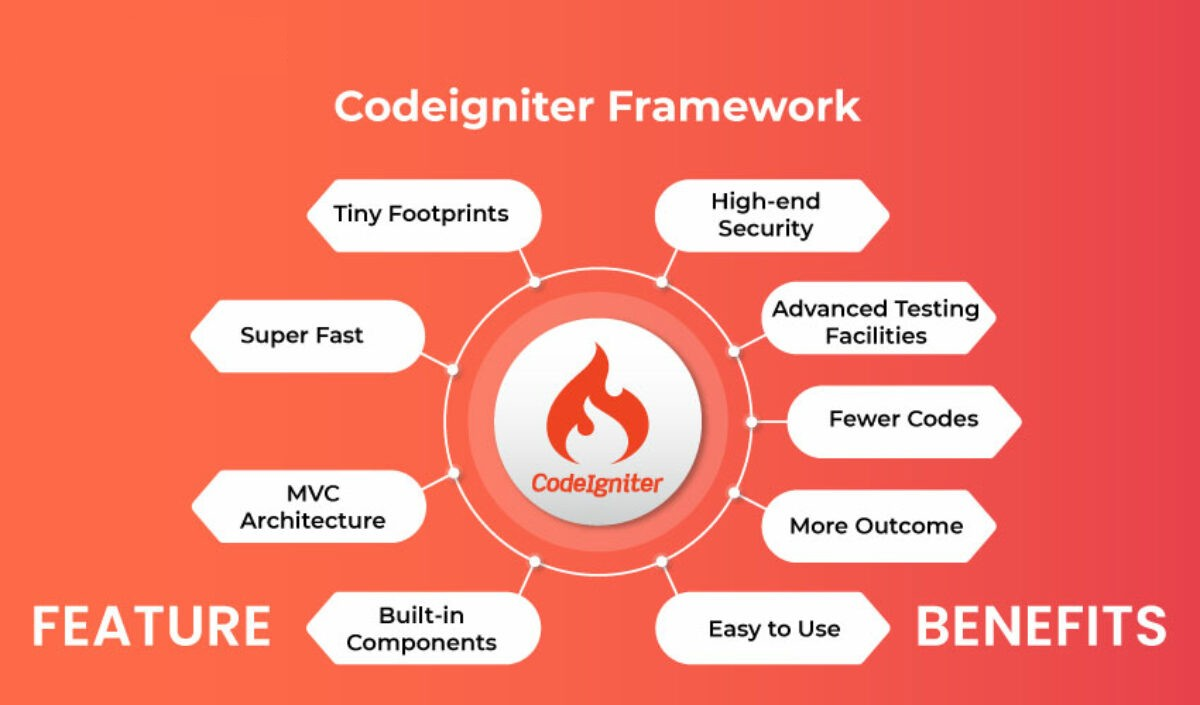 Codeigniter Framework
Tiny Footprints
Super Fast
MVC
Architecture
Built-in
Components
FEATURE
CodeIgniter
High-end
Security
Advanced Testing
Facilities
Fewer Codes
More Outcome
Easy to Use
BENEFITS